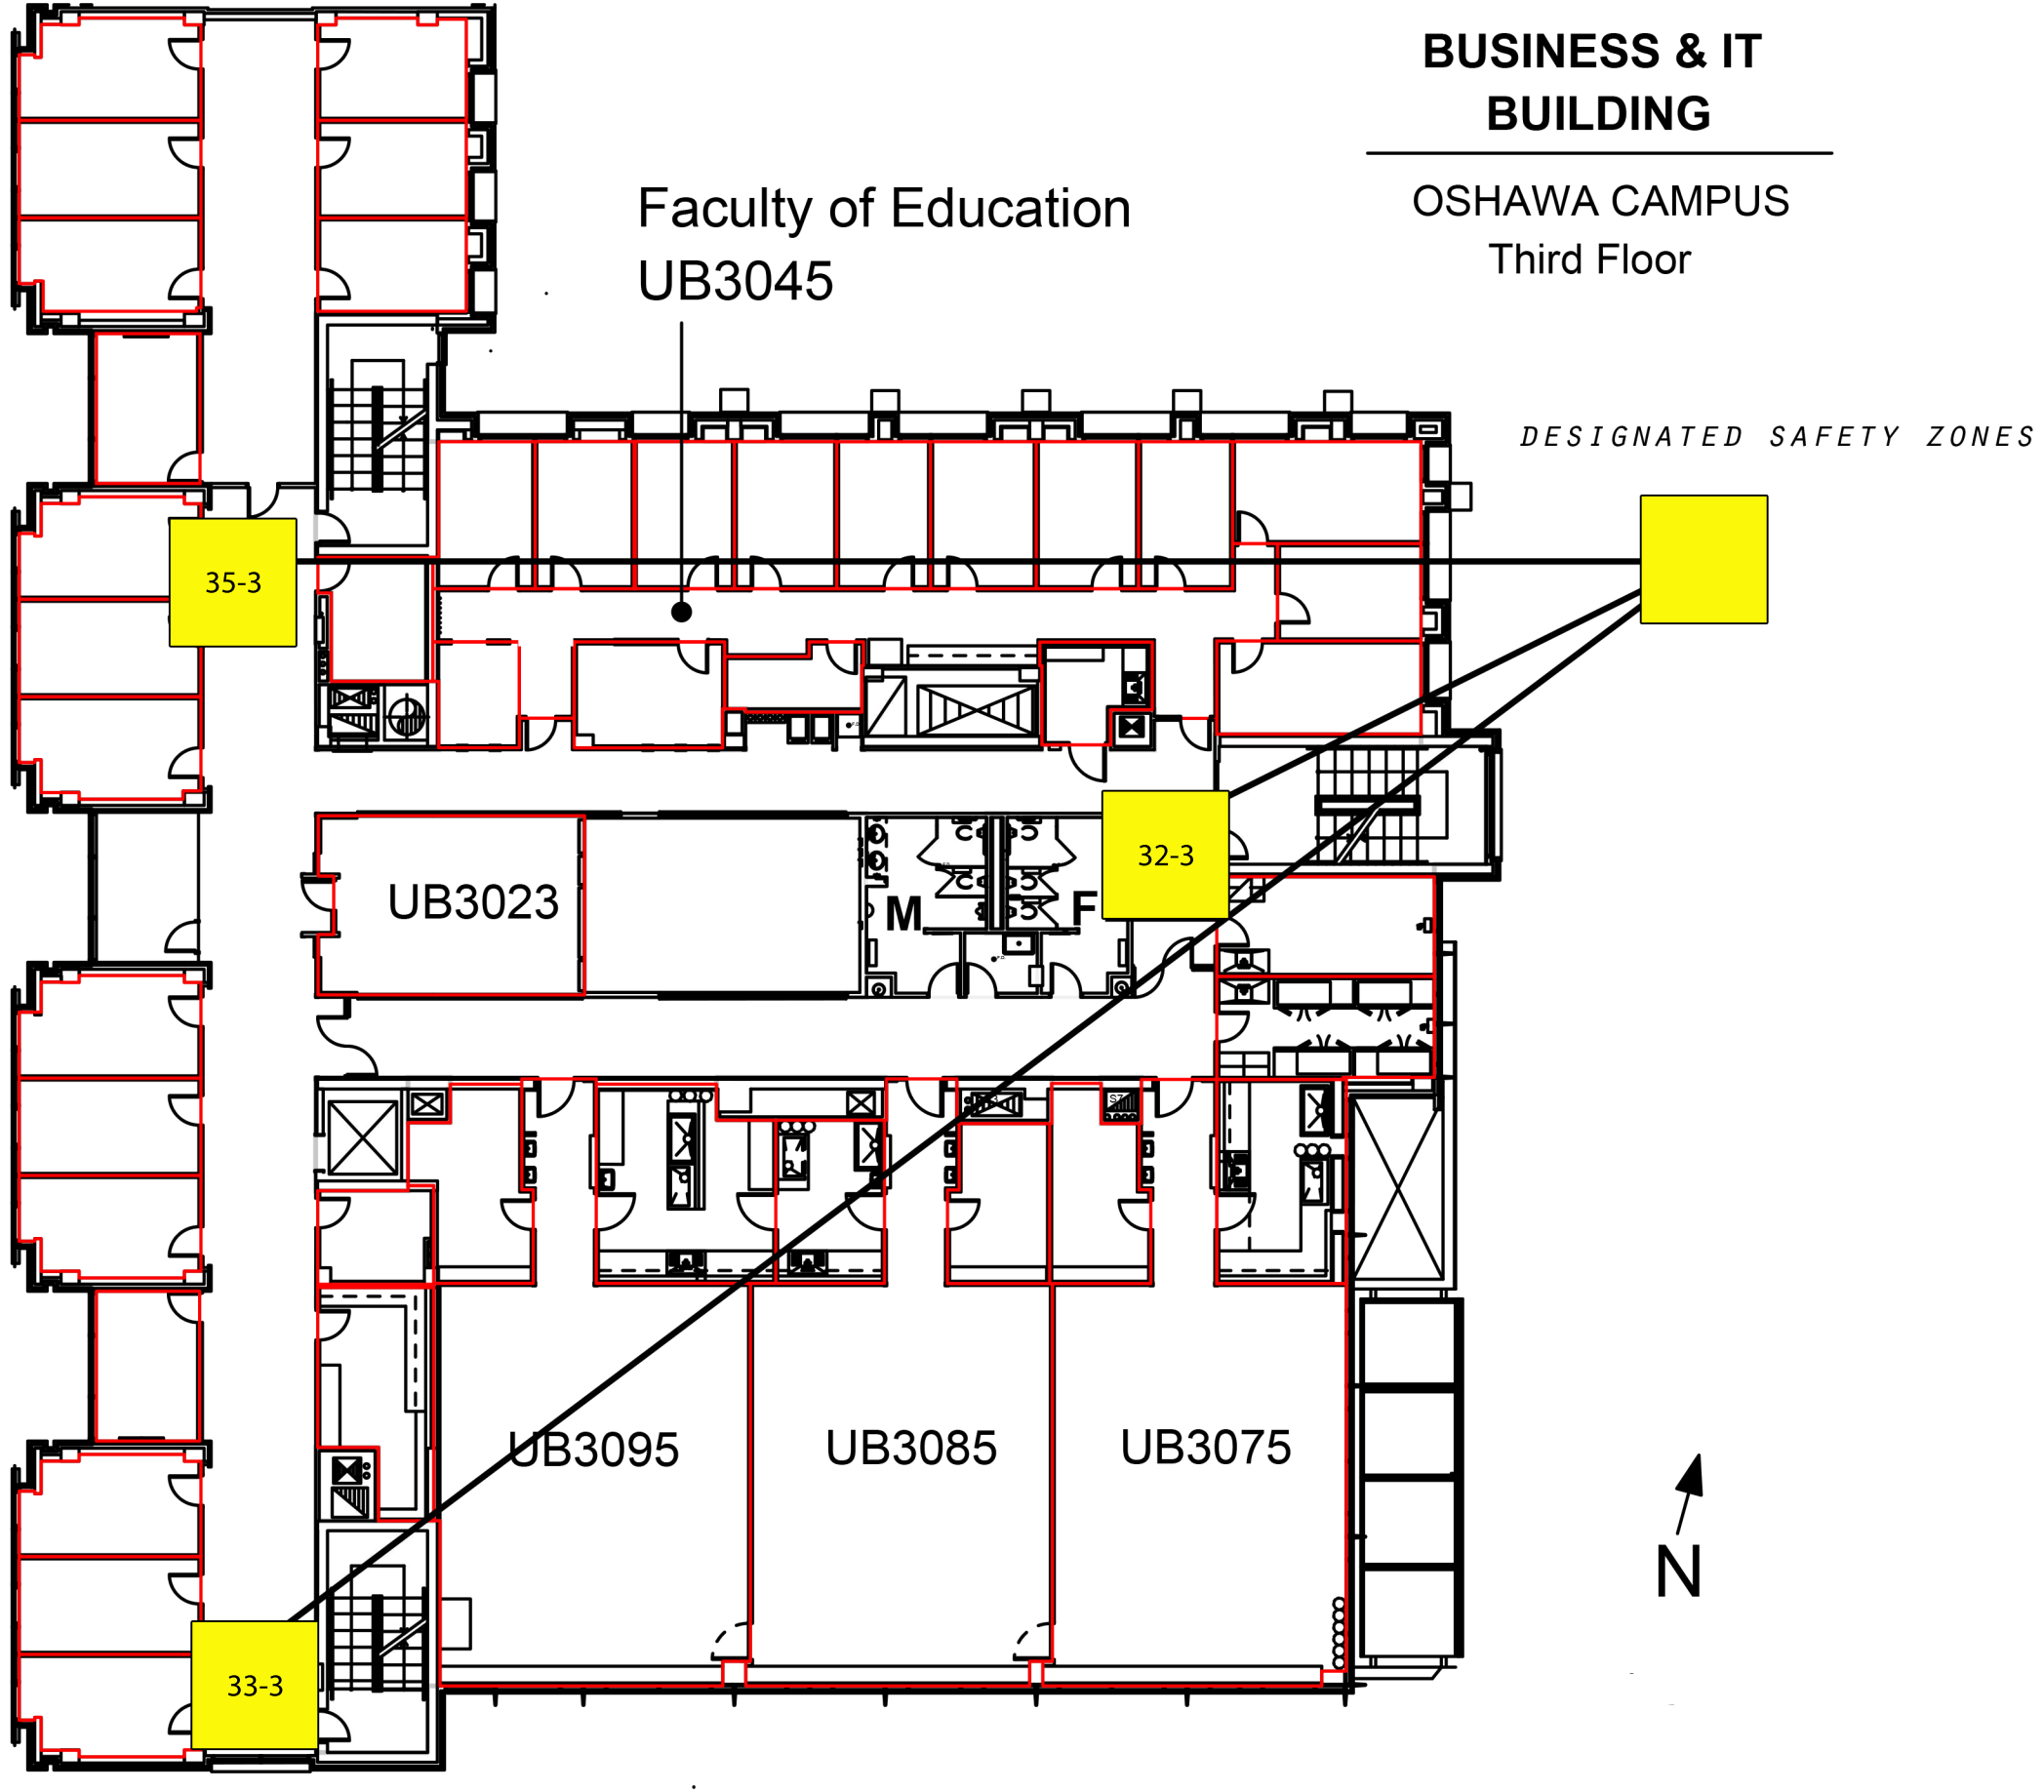 BUSINESS & IT
BUILDING
OSHAWA CAMPUS
Third Floor
Faculty of Education
UB3045
DESIGNATED SAFETY ZONES
35-3
32-3
UB3023
M
F
UB3095
UB3085
UB3075
N
33-3